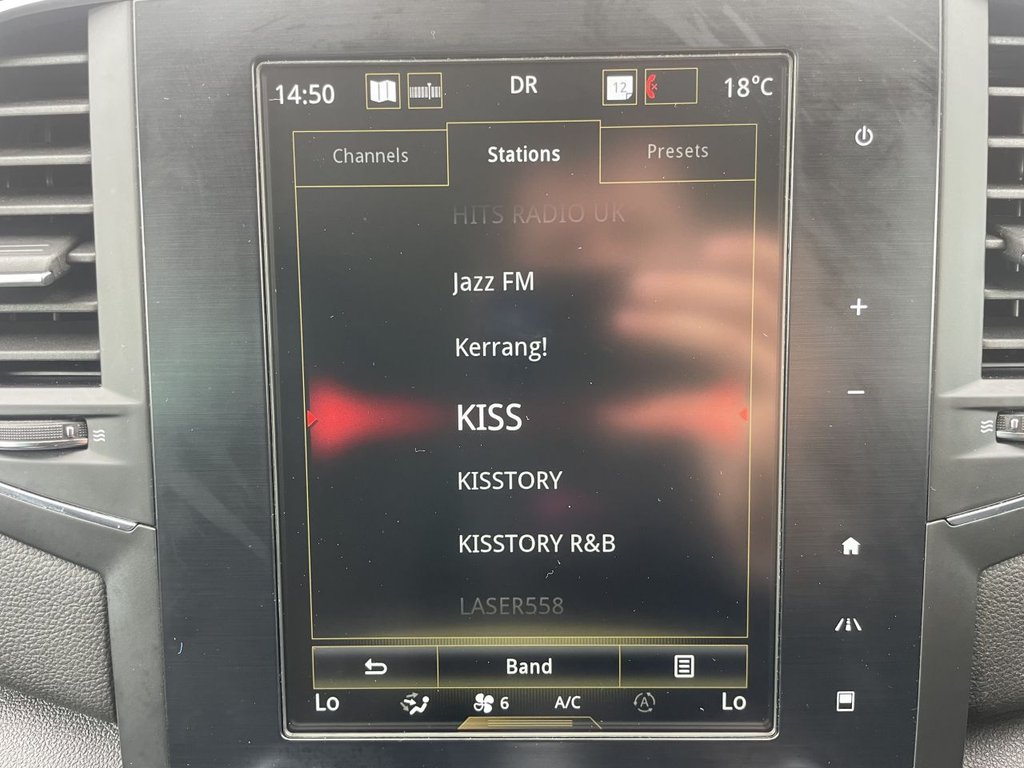 14:50 DR 12 18°C
Channels Stations Presets
HITS RADIO UK
Jazz FM
Kerrang!
KISS
KISSTORY
KISSTORY R&B
LASER558
Band
Lo 6 A/C A Lo